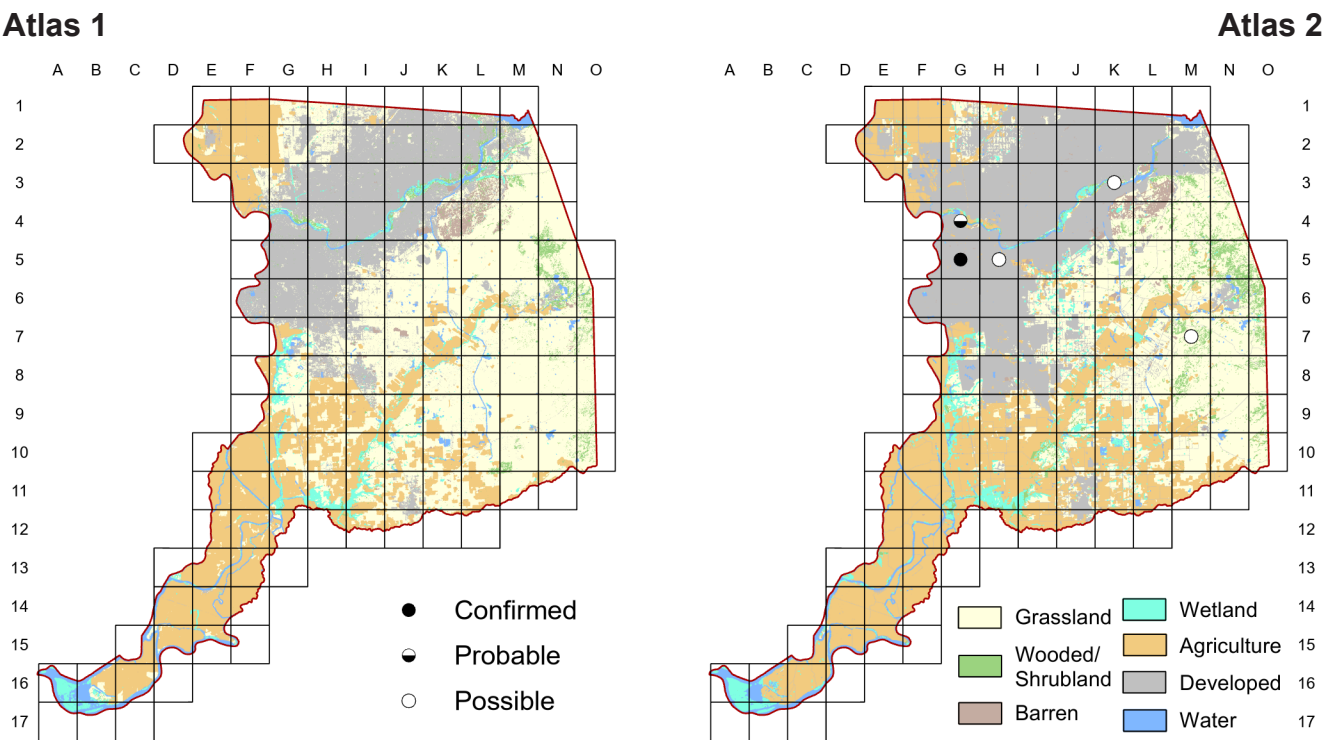 Atlas 1
Atlas 2
A B C D E F G H I J K L M N O
A B C D E F G H I J K L M N O
1
2
3
4
5
6
7
8
9
10
11
12
13
14
15
16
17
Confirmed
Probable
Possible
Grassland
Wooded/
Shrubland
Barren
Wetland
Agriculture
Developed
Water
1
2
3
4
5
6
7
8
9
10
11
12
13
14
15
16
17